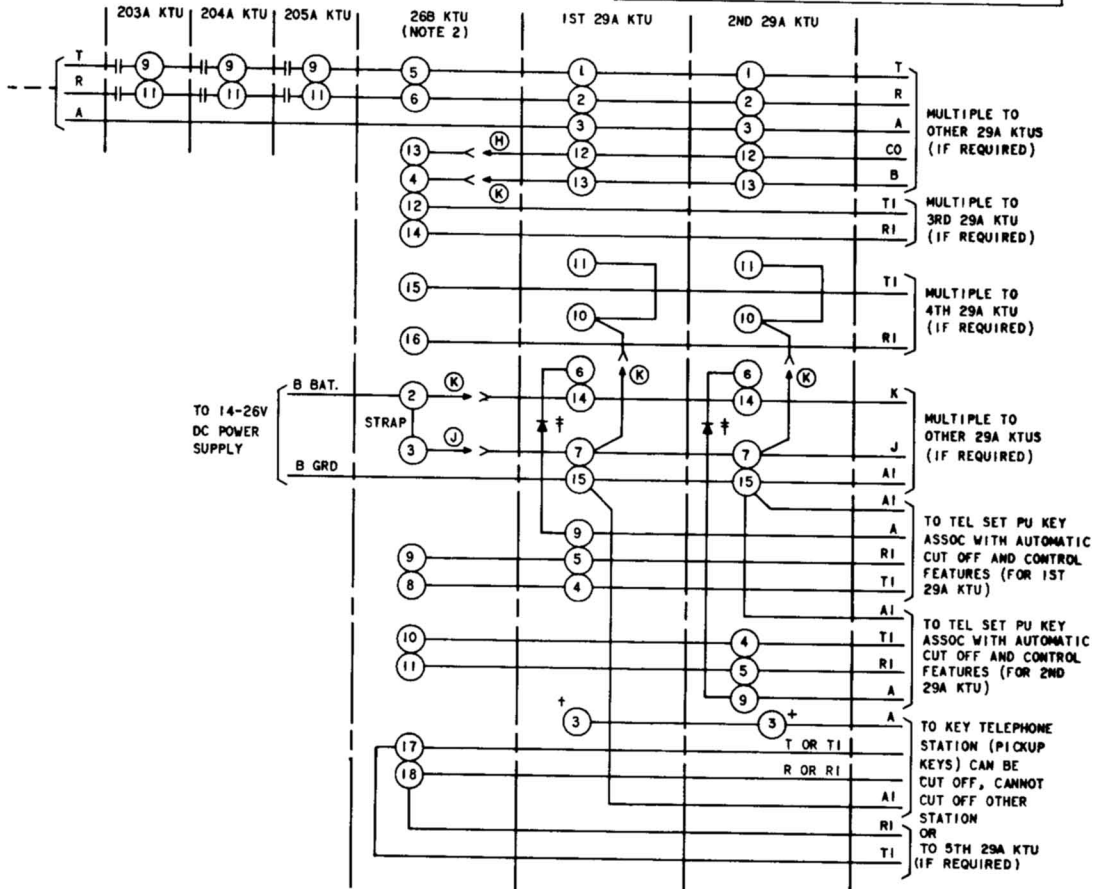 203A KTU 204A KTU 205A KTU 26B KTU (NOTE 2) 1ST 29A KTU 2ND 29A KTU
T 9 9 9 5 1 1 T
R 11 11 11 6 2 2 R
A 3 3 A
13 H 12 12 CO
4 K 13 13 B
MULTIPLE TO
OTHER 29A KTUS
(IF REQUIRED)
12 T1
14 R1
MULTIPLE TO
3RD 29A KTU
(IF REQUIRED)
11 11
15 T1
10 10
16 R1
MULTIPLE TO
4TH 29A KTU
(IF REQUIRED)
K K
6 6
B BAT. 2 K 14 14 K
STRAP
‡ ‡
3 J 7 7 J
B GRD 15 15 A1
TO 14-26V
DC POWER
SUPPLY
MULTIPLE TO
OTHER 29A KTUS
(IF REQUIRED)
A1
9 A
9 5 R1
8 4 T1
TO TEL SET PU KEY
ASSOC WITH AUTOMATIC
CUT OFF AND CONTROL
FEATURES (FOR 1ST
29A KTU)
A1
10 4 T1
11 5 R1
9 A
TO TEL SET PU KEY
ASSOC WITH AUTOMATIC
CUT OFF AND CONTROL
FEATURES (FOR 2ND
29A KTU)
† 3 3 + A
17 T OR T1
18 R OR R1
A1
TO KEY TELEPHONE
STATION (PICKUP
KEYS) CAN BE
CUT OFF, CANNOT
CUT OFF OTHER
STATION
OR
R1
T1
TO 5TH 29A KTU
(IF REQUIRED)